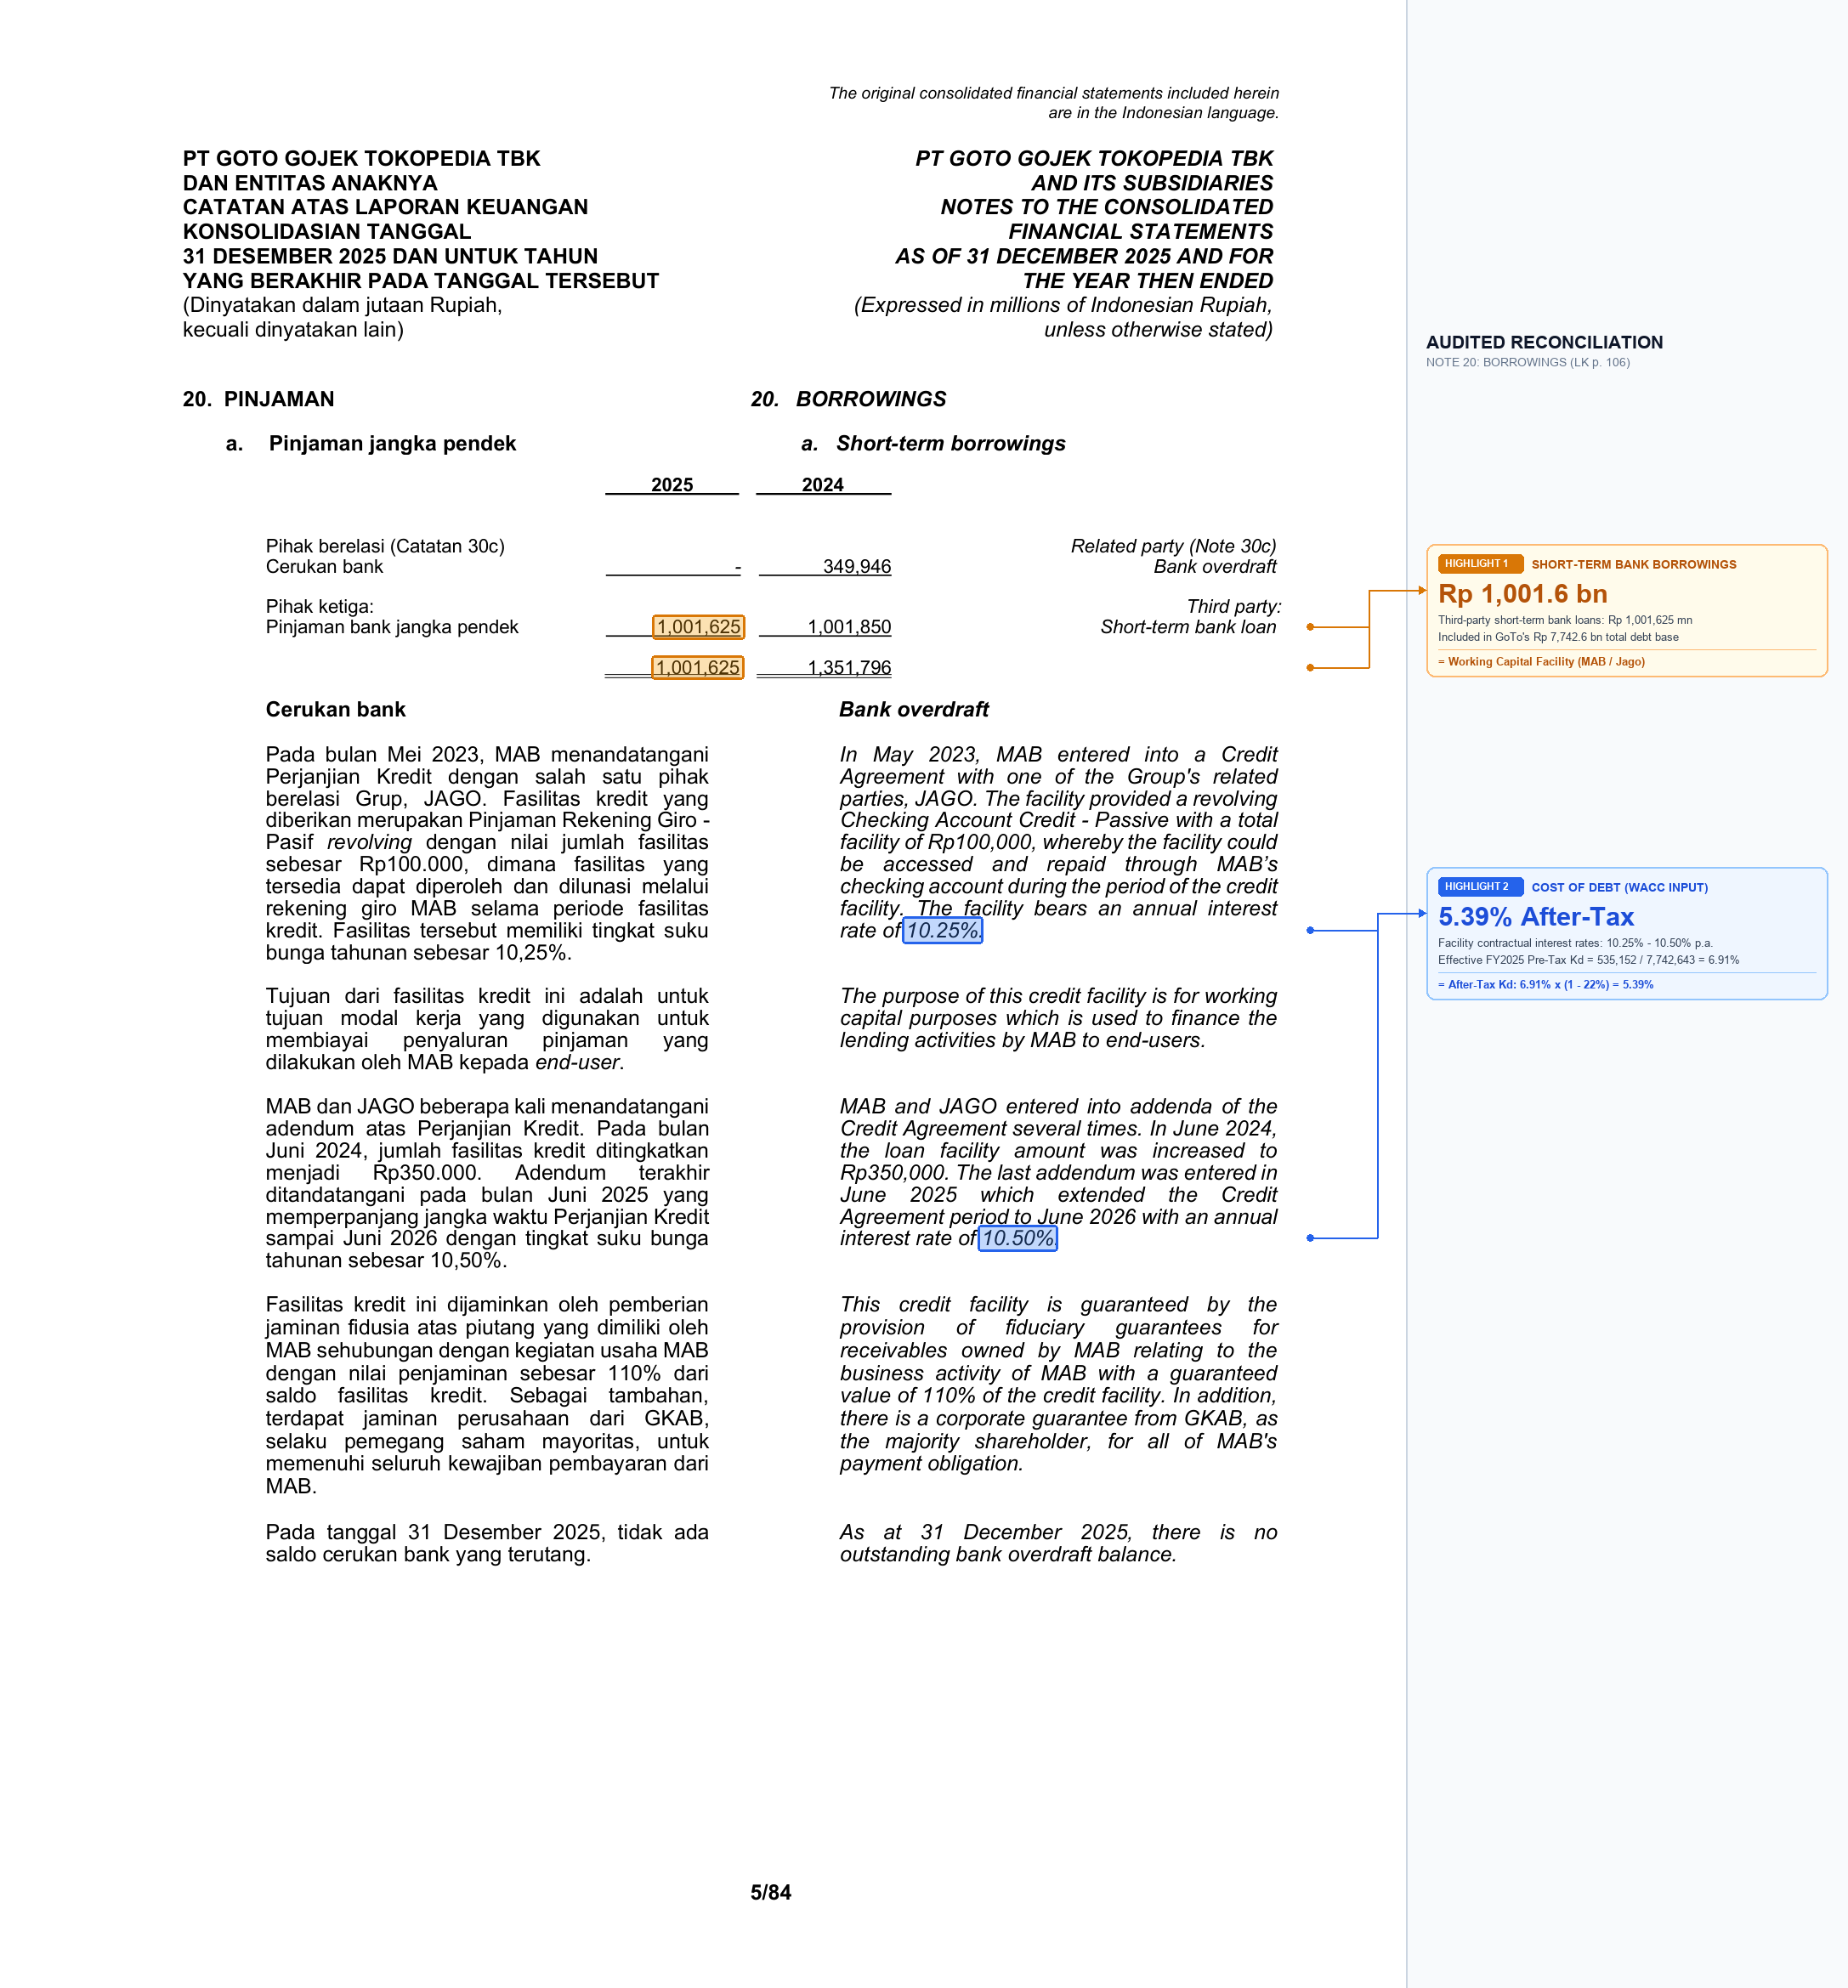 The original consolidated financial statements included herein
are in the Indonesian language.
PT GOTO GOJEK TOKOPEDIA TBK
DAN ENTITAS ANAKNYA
CATATAN ATAS LAPORAN KEUANGAN
KONSOLIDASIAN TANGGAL
31 DESEMBER 2025 DAN UNTUK TAHUN
YANG BERAKHIR PADA TANGGAL TERSEBUT
(Dinyatakan dalam jutaan Rupiah,
kecuali dinyatakan lain)
PT GOTO GOJEK TOKOPEDIA TBK
AND ITS SUBSIDIARIES
NOTES TO THE CONSOLIDATED
FINANCIAL STATEMENTS
AS OF 31 DECEMBER 2025 AND FOR
THE YEAR THEN ENDED
(Expressed in millions of Indonesian Rupiah,
unless otherwise stated)
20. PINJAMAN
20. BORROWINGS
a. Pinjaman jangka pendek
a. Short-term borrowings
2025 2024
Pihak berelasi (Catatan 30c) Related party (Note 30c)
Cerukan bank - 349,946 Bank overdraft
Pihak ketiga: Third party:
Pinjaman bank jangka pendek 1,001,625 1,001,850 Short-term bank loan
1,001,625 1,351,796
Cerukan bank
Pada bulan Mei 2023, MAB menandatangani
Perjanjian Kredit dengan salah satu pihak
berelasi Grup, JAGO. Fasilitas kredit yang
diberikan merupakan Pinjaman Rekening Giro -
Pasif revolving dengan nilai jumlah fasilitas
sebesar Rp100.000, dimana fasilitas yang
tersedia dapat diperoleh dan dilunasi melalui
rekening giro MAB selama periode fasilitas
kredit. Fasilitas tersebut memiliki tingkat suku
bunga tahunan sebesar 10,25%.
Tujuan dari fasilitas kredit ini adalah untuk
tujuan modal kerja yang digunakan untuk
membiayai penyaluran pinjaman yang
dilakukan oleh MAB kepada end-user.
MAB dan JAGO beberapa kali menandatangani
adendum atas Perjanjian Kredit. Pada bulan
Juni 2024, jumlah fasilitas kredit ditingkatkan
menjadi Rp350.000. Adendum terakhir
ditandatangani pada bulan Juni 2025 yang
memperpanjang jangka waktu Perjanjian Kredit
sampai Juni 2026 dengan tingkat suku bunga
tahunan sebesar 10,50%.
Fasilitas kredit ini dijaminkan oleh pemberian
jaminan fidusia atas piutang yang dimiliki oleh
MAB sehubungan dengan kegiatan usaha MAB
dengan nilai penjaminan sebesar 110% dari
saldo fasilitas kredit. Sebagai tambahan,
terdapat jaminan perusahaan dari GKAB,
selaku pemegang saham mayoritas, untuk
memenuhi seluruh kewajiban pembayaran dari
MAB.
Pada tanggal 31 Desember 2025, tidak ada
saldo cerukan bank yang terutang.
Bank overdraft
In May 2023, MAB entered into a Credit
Agreement with one of the Group's related
parties, JAGO. The facility provided a revolving
Checking Account Credit - Passive with a total
facility of Rp100,000, whereby the facility could
be accessed and repaid through MAB's
checking account during the period of the credit
facility. The facility bears an annual interest
rate of 10.25%.
The purpose of this credit facility is for working
capital purposes which is used to finance the
lending activities by MAB to end-users.
MAB and JAGO entered into addenda of the
Credit Agreement several times. In June 2024,
the loan facility amount was increased to
Rp350,000. The last addendum was entered in
June 2025 which extended the Credit
Agreement period to June 2026 with an annual
interest rate of 10.50%.
This credit facility is guaranteed by the
provision of fiduciary guarantees for
receivables owned by MAB relating to the
business activity of MAB with a guaranteed
value of 110% of the credit facility. In addition,
there is a corporate guarantee from GKAB, as
the majority shareholder, for all of MAB's
payment obligation.
As at 31 December 2025, there is no
outstanding bank overdraft balance.
5/84
AUDITED RECONCILIATION
NOTE 20: BORROWINGS (LK p. 106)
HIGHLIGHT 1 SHORT-TERM BANK BORROWINGS
Rp 1,001.6 bn
Third-party short-term bank loans: Rp 1,001,625 mn
Included in GoTo's Rp 7,742.6 bn total debt base
= Working Capital Facility (MAB / Jago)
HIGHLIGHT 2 COST OF DEBT (WACC INPUT)
5.39% After-Tax
Facility contractual interest rates: 10.25% - 10.50% p.a.
Effective FY2025 Pre-Tax Kd = 535,152 / 7,742,643 = 6.91%
= After-Tax Kd: 6.91% x (1 - 22%) = 5.39%